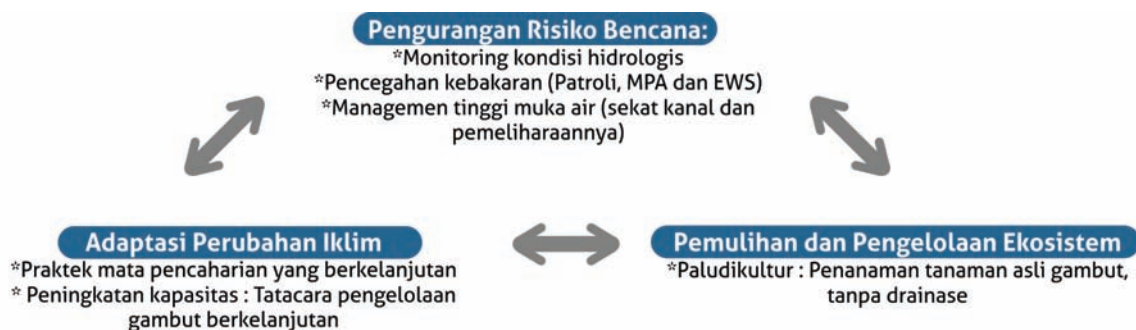 Pengurangan Risiko Bencana:
*Monitoring kondisi hidrologis
*Pencegahan kebakaran (Patroli, MPA dan EWS)
*Managemen tinggi muka air (sekat kanal dan
pemeliharaannya)
Adaptasi Perubahan Iklim
*Praktek mata pencaharian yang berkelanjutan
* Peningkatan kapasitas : Tatacara pengelolaan
gambut berkelanjutan
Pemulihan dan Pengelolaan Ekosistem
*Paludikultur : Penanaman tanaman asli gambut,
tanpa drainase